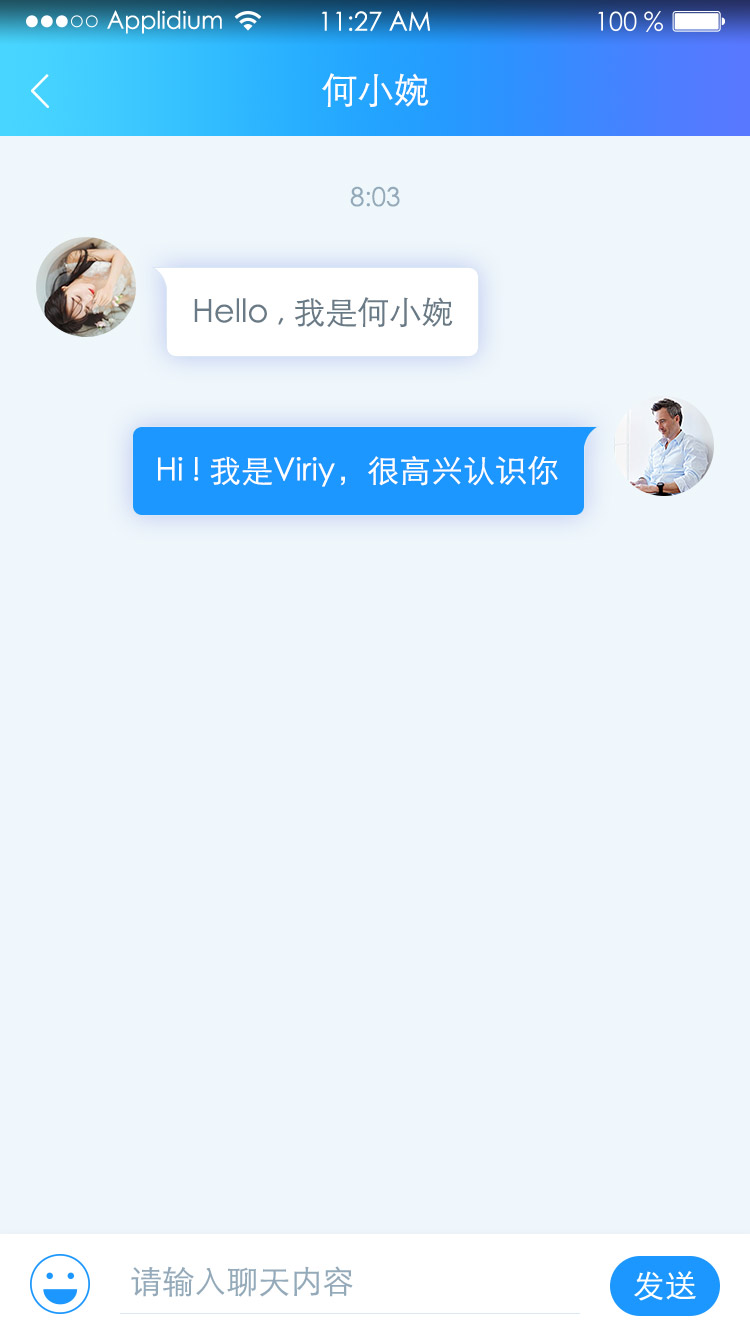 Applidium 11:27 AM 100 %
何小婉
8:03
Hello , 我是何小婉
Hi ! 我是Viriy，很高兴认识你
请输入聊天内容 发送